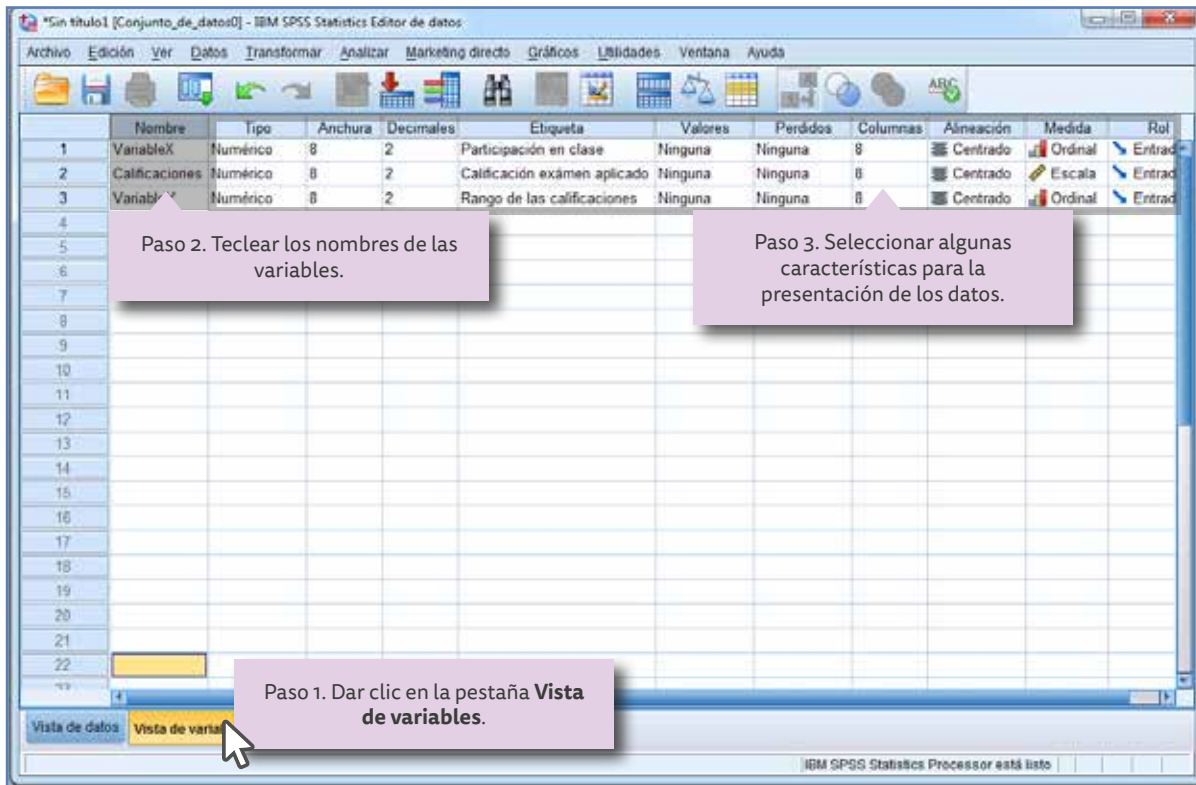 *Sin título1 [Conjunto_de_datos0] - IBM SPSS Statistics Editor de datos
Archivo Edición Ver Datos Transformar Analizar Marketing directo Gráficos Utilidades Ventana Ayuda
Nombre Tipo Anchura Decimales Etiqueta Valores Perdidos Columnas Alineación Medida Rol
1 VariableX Numérico 8 2 Participación en clase Ninguna Ninguna 8 Centrado Ordinal Entrad
2 Calificaciones Numérico 8 2 Calificación exámen aplicado Ninguna Ninguna 8 Centrado Escala Entrad
3 Variable Numérico 8 2 Rango de las calificaciones Ninguna Ninguna 8 Centrado Ordinal Entrad
4
5
6
7
8
9
10
11
12
13
14
15
16
17
18
19
20
21
22
Paso 2. Teclear los nombres de las
variables.
Paso 3. Seleccionar algunas
características para la
presentación de los datos.
Paso 1. Dar clic en la pestaña Vista
de variables.
Vista de datos Vista de varia
IBM SPSS Statistics Processor está listo